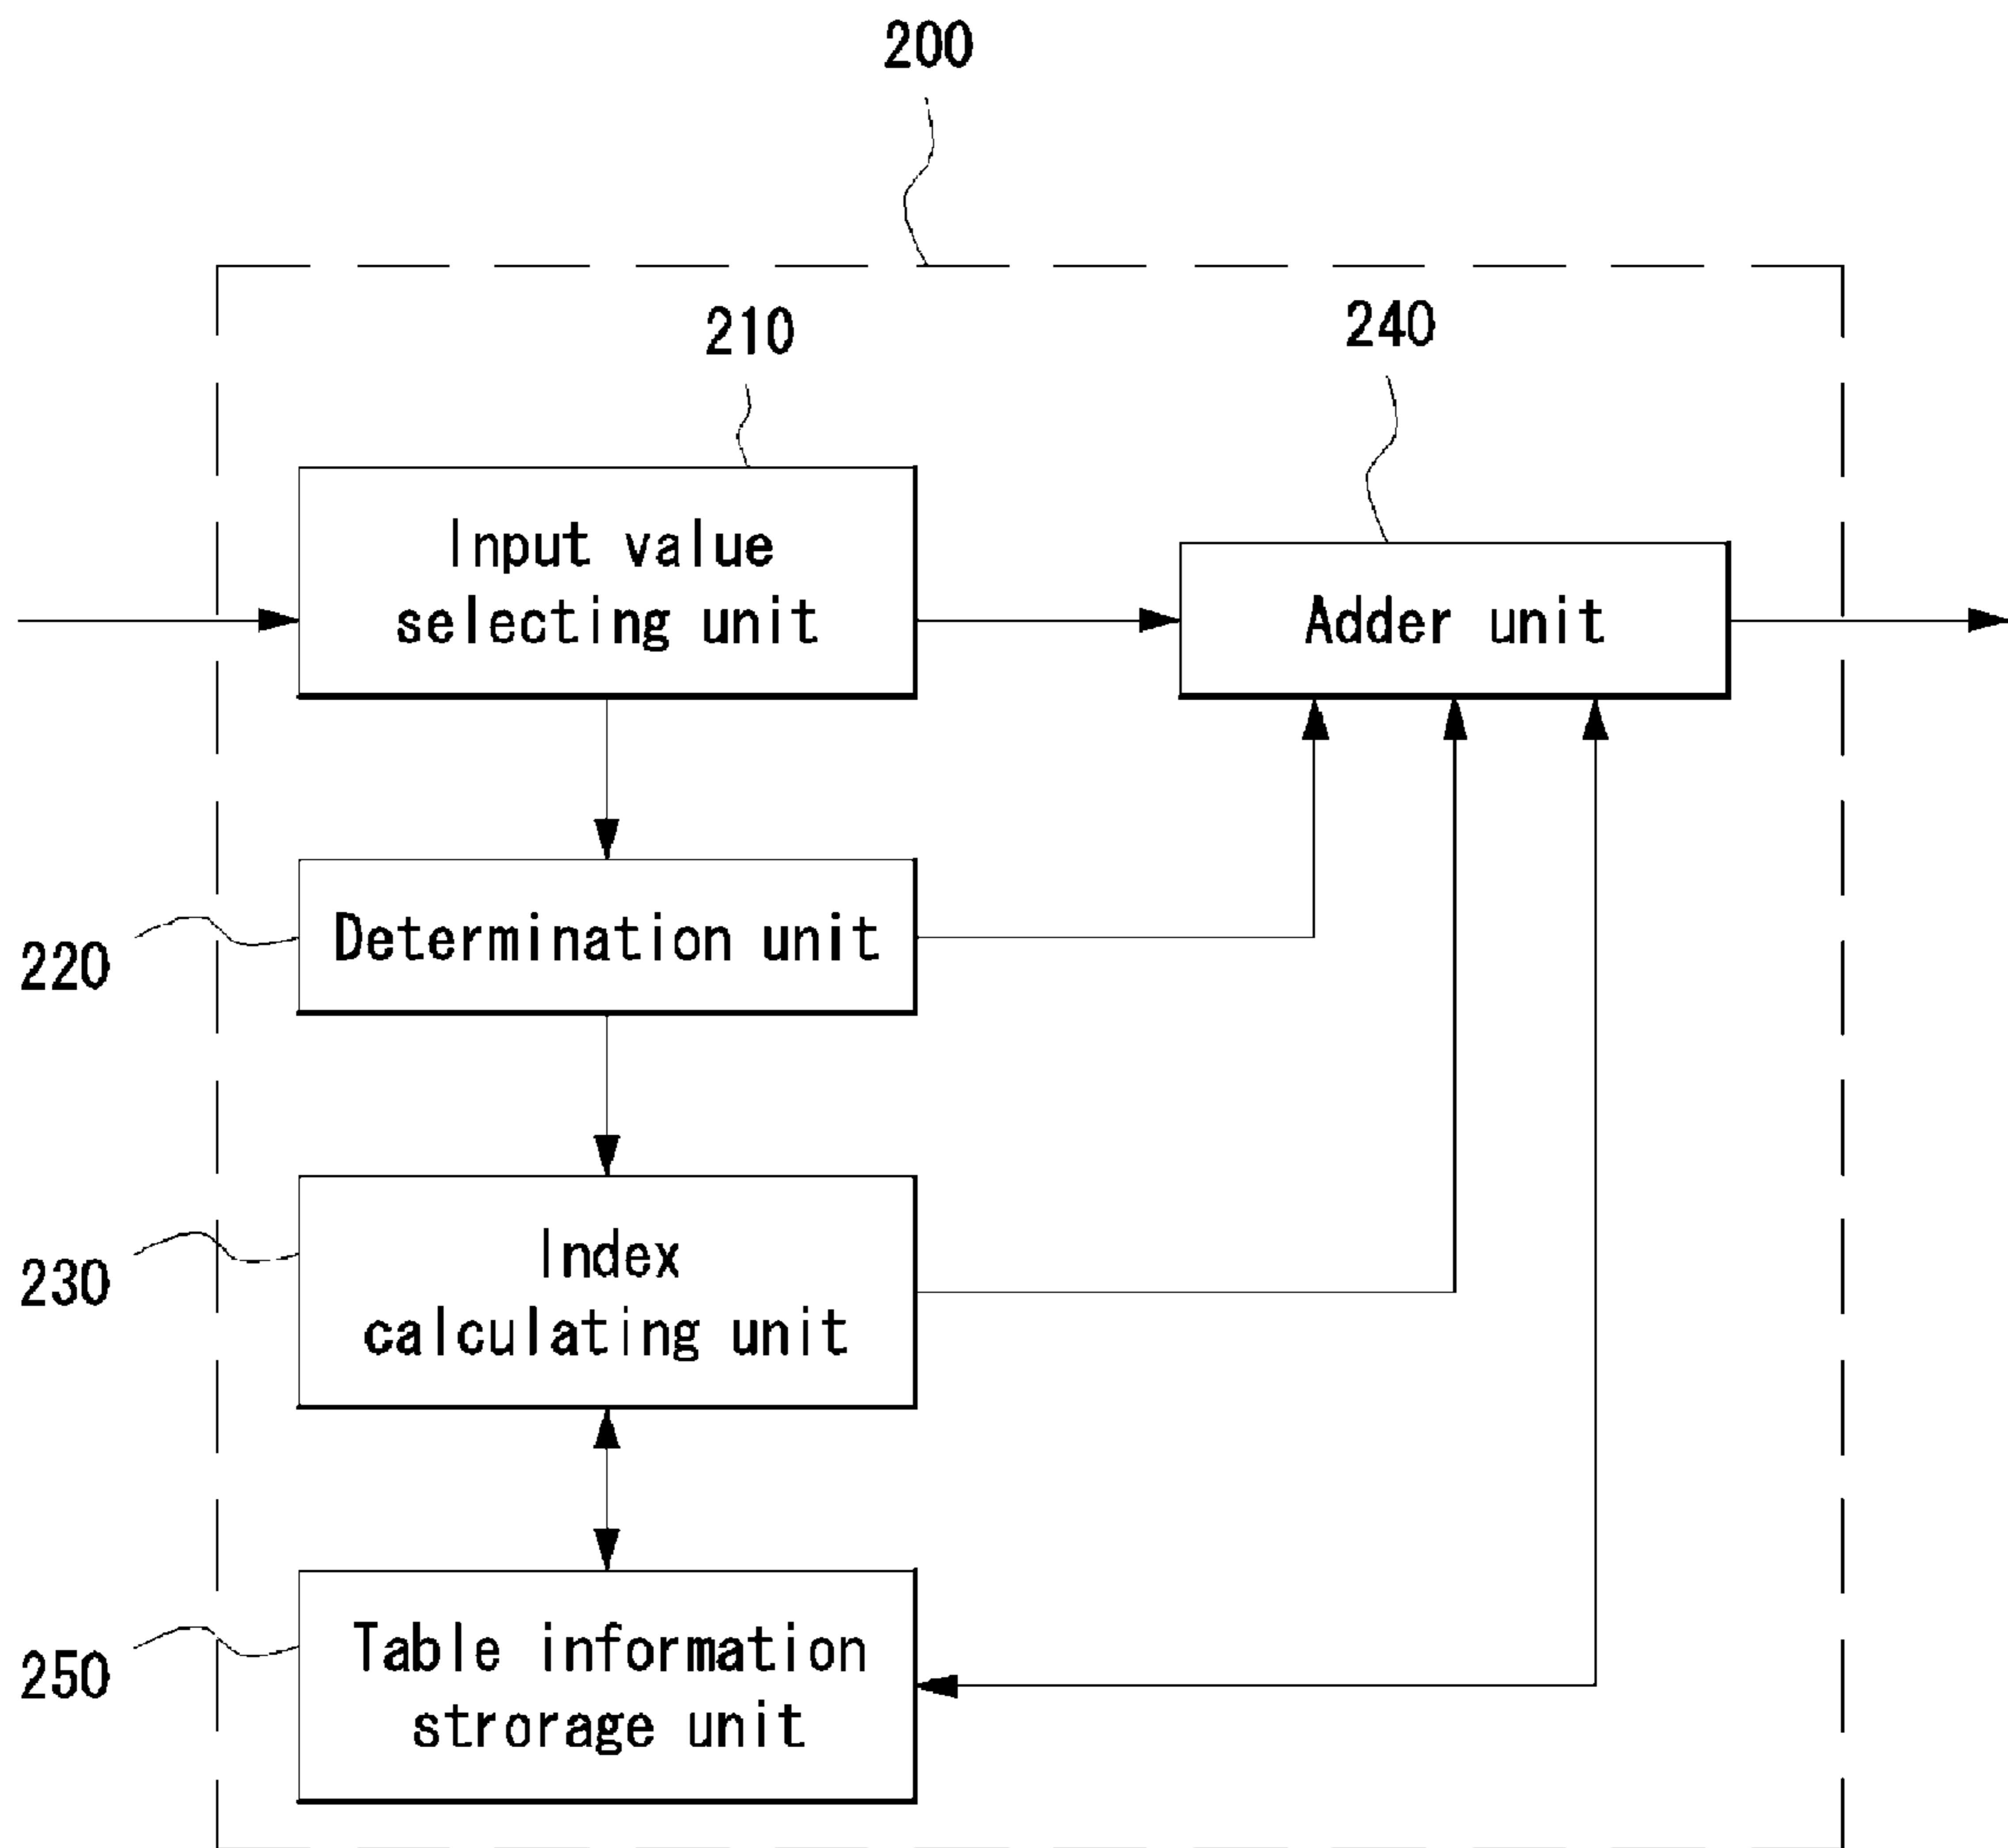 200
210
240
Input value
selecting unit
Adder unit
Determination unit
220
Index
calculating unit
230
Table information
strorage unit
250